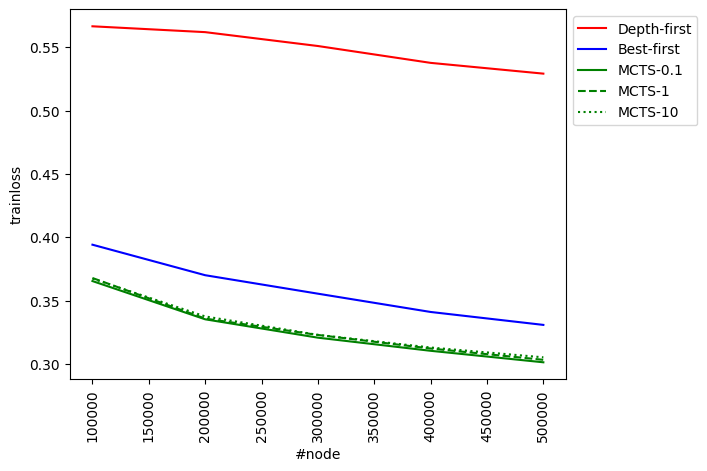 Depth-first
Best-first
MCTS-0.1
MCTS-1
MCTS-10
trainloss
0.55
0.50
0.45
0.40
0.35
0.30
100000
150000
200000
250000
300000
350000
400000
450000
500000
#node